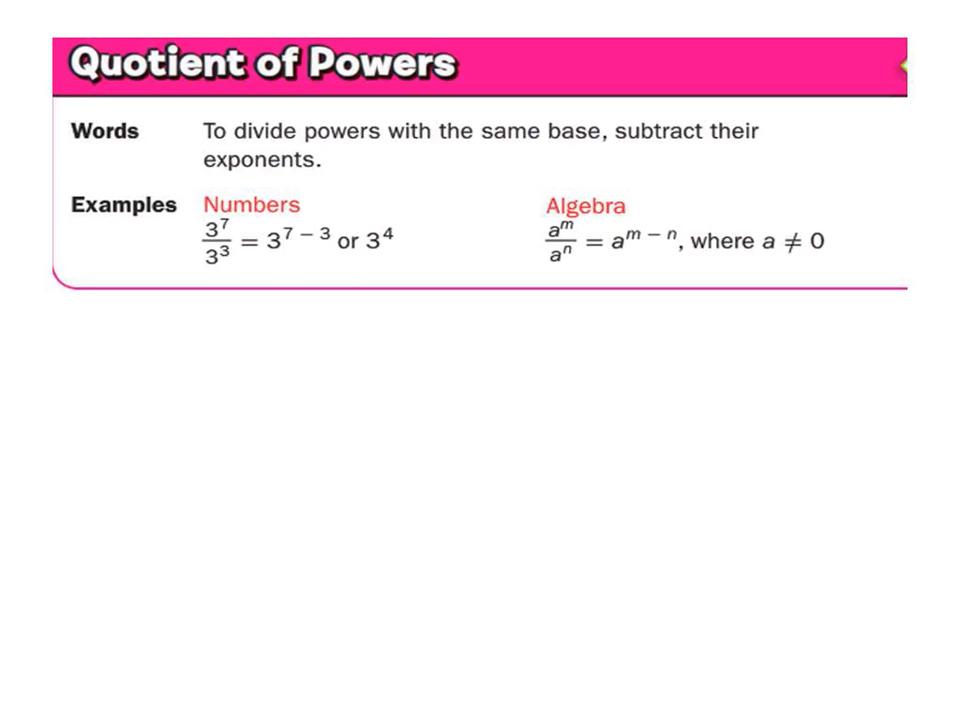 Quotient of Powers
Words To divide powers with the same base, subtract their
exponents.
Examples Numbers Algebra
3⁷/3³ = 3⁷ ⁻ ³ or 3⁴ aᵐ/aⁿ = aᵐ ⁻ ⁿ, where a ≠ 0